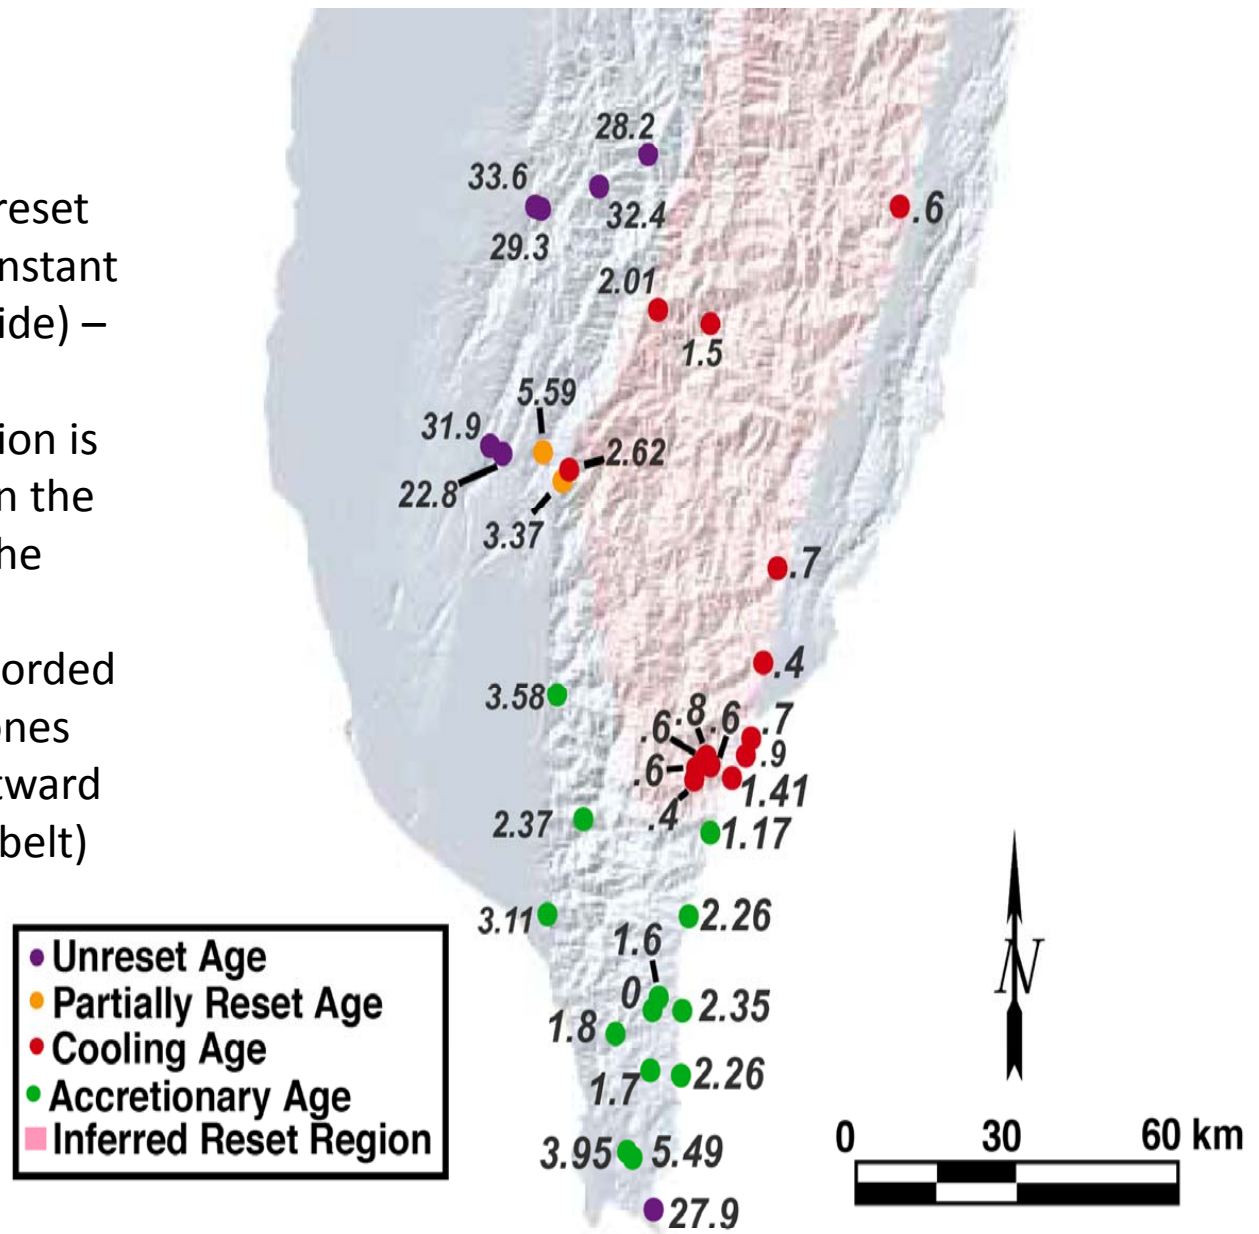 reset
nstant
ide) –
ion is
n the
he
orded
ones
tward
belt)
28.2
33.6
32.4
29.3
.6
2.01
1.5
5.59
31.9
2.62
22.8
3.37
.7
.4
3.58
.6
.8
.6
.7
.9
.6
1.41
.4
2.37
1.17
3.11
2.26
1.6
0
2.35
1.8
1.7
2.26
3.95
5.49
27.9
Unreset Age
Partially Reset Age
Cooling Age
Accretionary Age
Inferred Reset Region
N
0 30 60 km